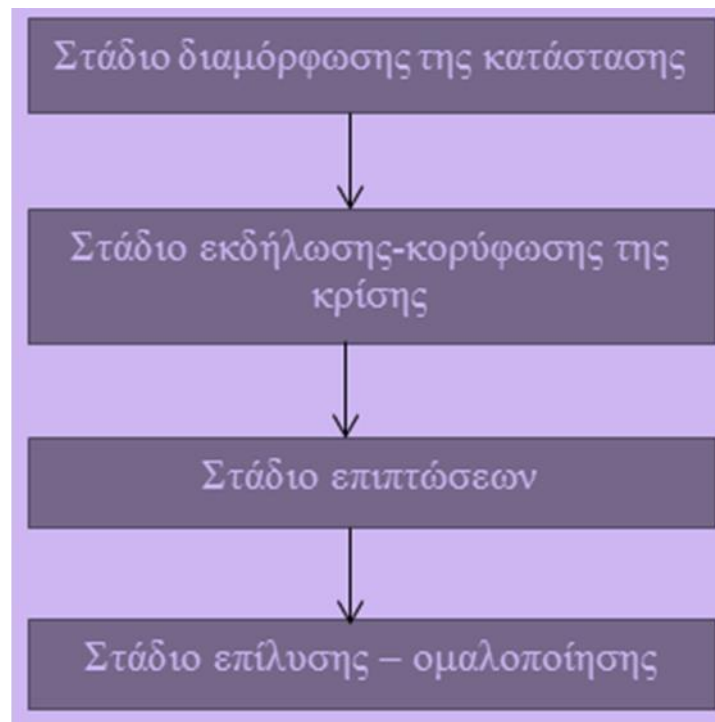 Στάδιο διαμόρφωσης της κατάστασης
Στάδιο εκδήλωσης-κορύφωσης της
κρίσης
Στάδιο επιπτώσεων
Στάδιο επίλυσης – ομαλοποίησης